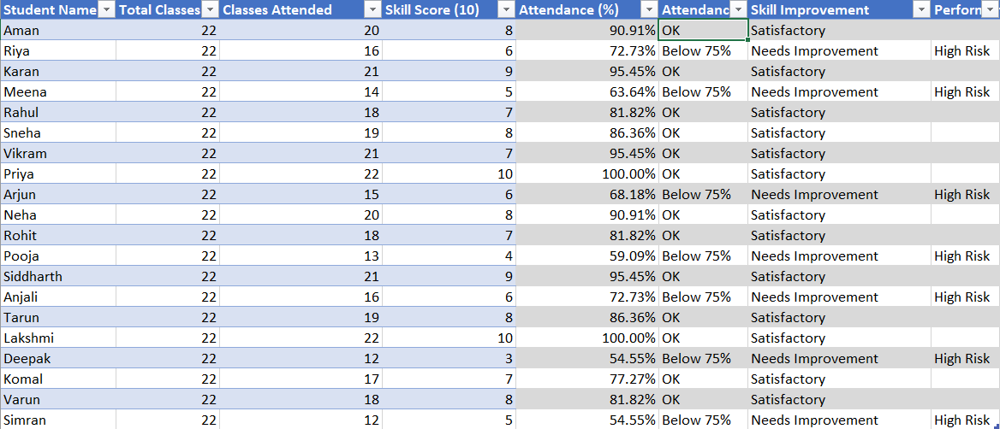 Student Name Total Classes Classes Attended Skill Score (10) Attendance (%) Attendanc Skill Improvement Perform
Aman 22 20 8 90.91% OK Satisfactory
Riya 22 16 6 72.73% Below 75% Needs Improvement High Risk
Karan 22 21 9 95.45% OK Satisfactory
Meena 22 14 5 63.64% Below 75% Needs Improvement High Risk
Rahul 22 18 7 81.82% OK Satisfactory
Sneha 22 19 8 86.36% OK Satisfactory
Vikram 22 21 7 95.45% OK Satisfactory
Priya 22 22 10 100.00% OK Satisfactory
Arjun 22 15 6 68.18% Below 75% Needs Improvement High Risk
Neha 22 20 8 90.91% OK Satisfactory
Rohit 22 18 7 81.82% OK Satisfactory
Pooja 22 13 4 59.09% Below 75% Needs Improvement High Risk
Siddharth 22 21 9 95.45% OK Satisfactory
Anjali 22 16 6 72.73% Below 75% Needs Improvement High Risk
Tarun 22 19 8 86.36% OK Satisfactory
Lakshmi 22 22 10 100.00% OK Satisfactory
Deepak 22 12 3 54.55% Below 75% Needs Improvement High Risk
Komal 22 17 7 77.27% OK Satisfactory
Varun 22 18 8 81.82% OK Satisfactory
Simran 22 12 5 54.55% Below 75% Needs Improvement High Risk